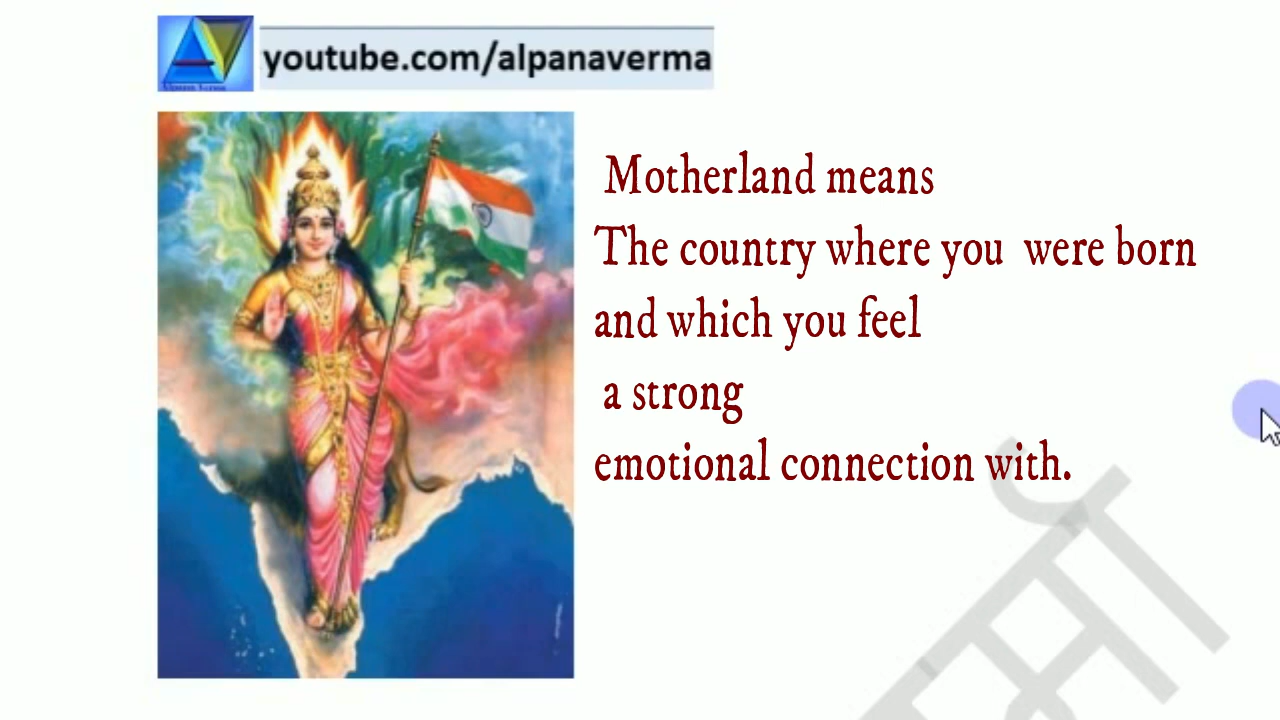 youtube.com/alpanaverma
Motherland means
The country where you were born
and which you feel
a strong
emotional connection with.